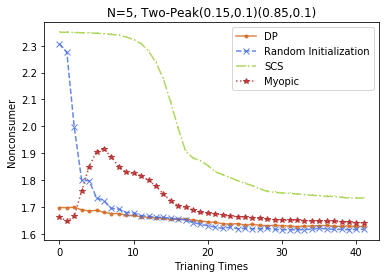 N=5, Two-Peak(0.15,0.1)(0.85,0.1)
DP
Random Initialization
SCS
Myopic
Nonconsumer
2.3
2.2
2.1
2.0
1.9
1.8
1.7
1.6
0
10
20
30
40
Trianing Times